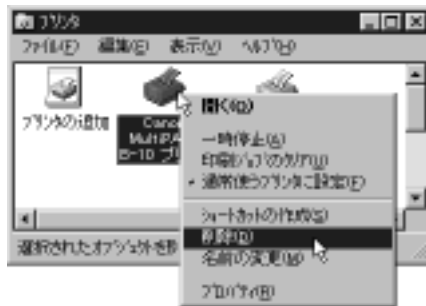 プリンタ
ファイル(F) 編集(E) 表示(V) ヘルプ(H)
プリンタの追加
Canon
MultiPA
B-10 プリ
開く(O)
一時停止(A)
印刷ジョブのクリア(U)
通常使うプリンタに設定(F)
ショートカットの作成(S)
削除(D)
名前の変更(M)
プロパティ(R)
選択されたオブジェクトを移